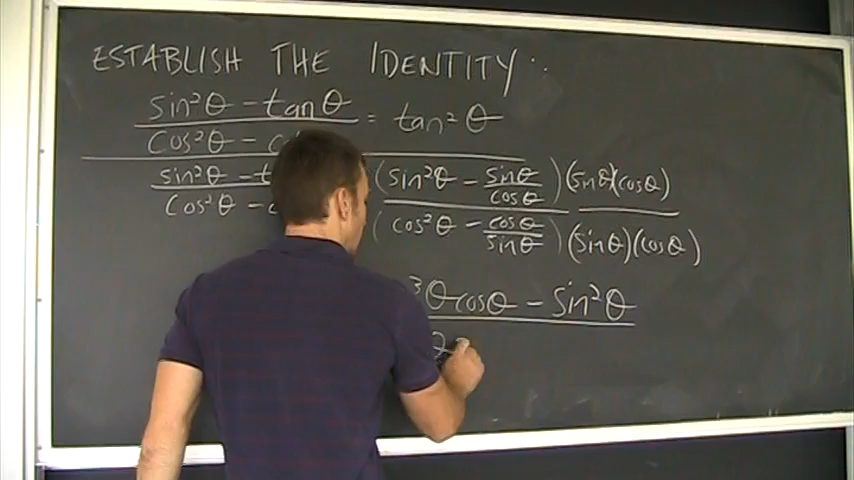 ESTABLISH THE IDENTITY:
sin²θ - tanθ
= tan²θ
cos²θ -
sin²θ -
(sin²θ - sinθ/cosθ)(sinθ)(cosθ)
cos²θ -
(cos²θ - cosθ/sinθ)(sinθ)(cosθ)
³θcosθ - sin²θ